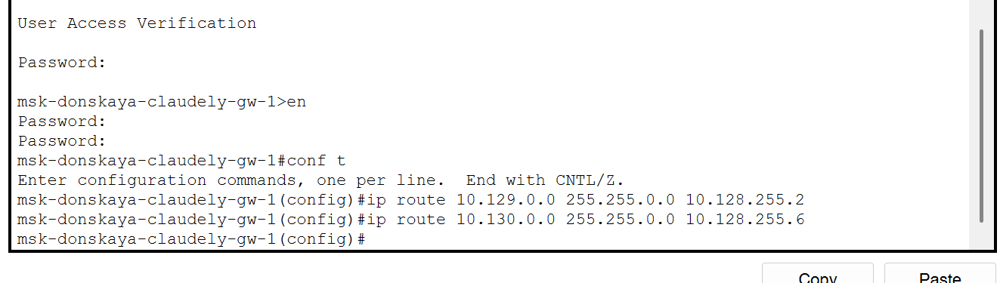 User Access Verification
Password:
msk-donskaya-claudely-gw-1>en
Password:
Password:
msk-donskaya-claudely-gw-1#conf t
Enter configuration commands, one per line.  End with CNTL/Z.
msk-donskaya-claudely-gw-1(config)#ip route 10.129.0.0 255.255.0.0 10.128.255.2
msk-donskaya-claudely-gw-1(config)#ip route 10.130.0.0 255.255.0.0 10.128.255.6
msk-donskaya-claudely-gw-1(config)#
Copy Paste